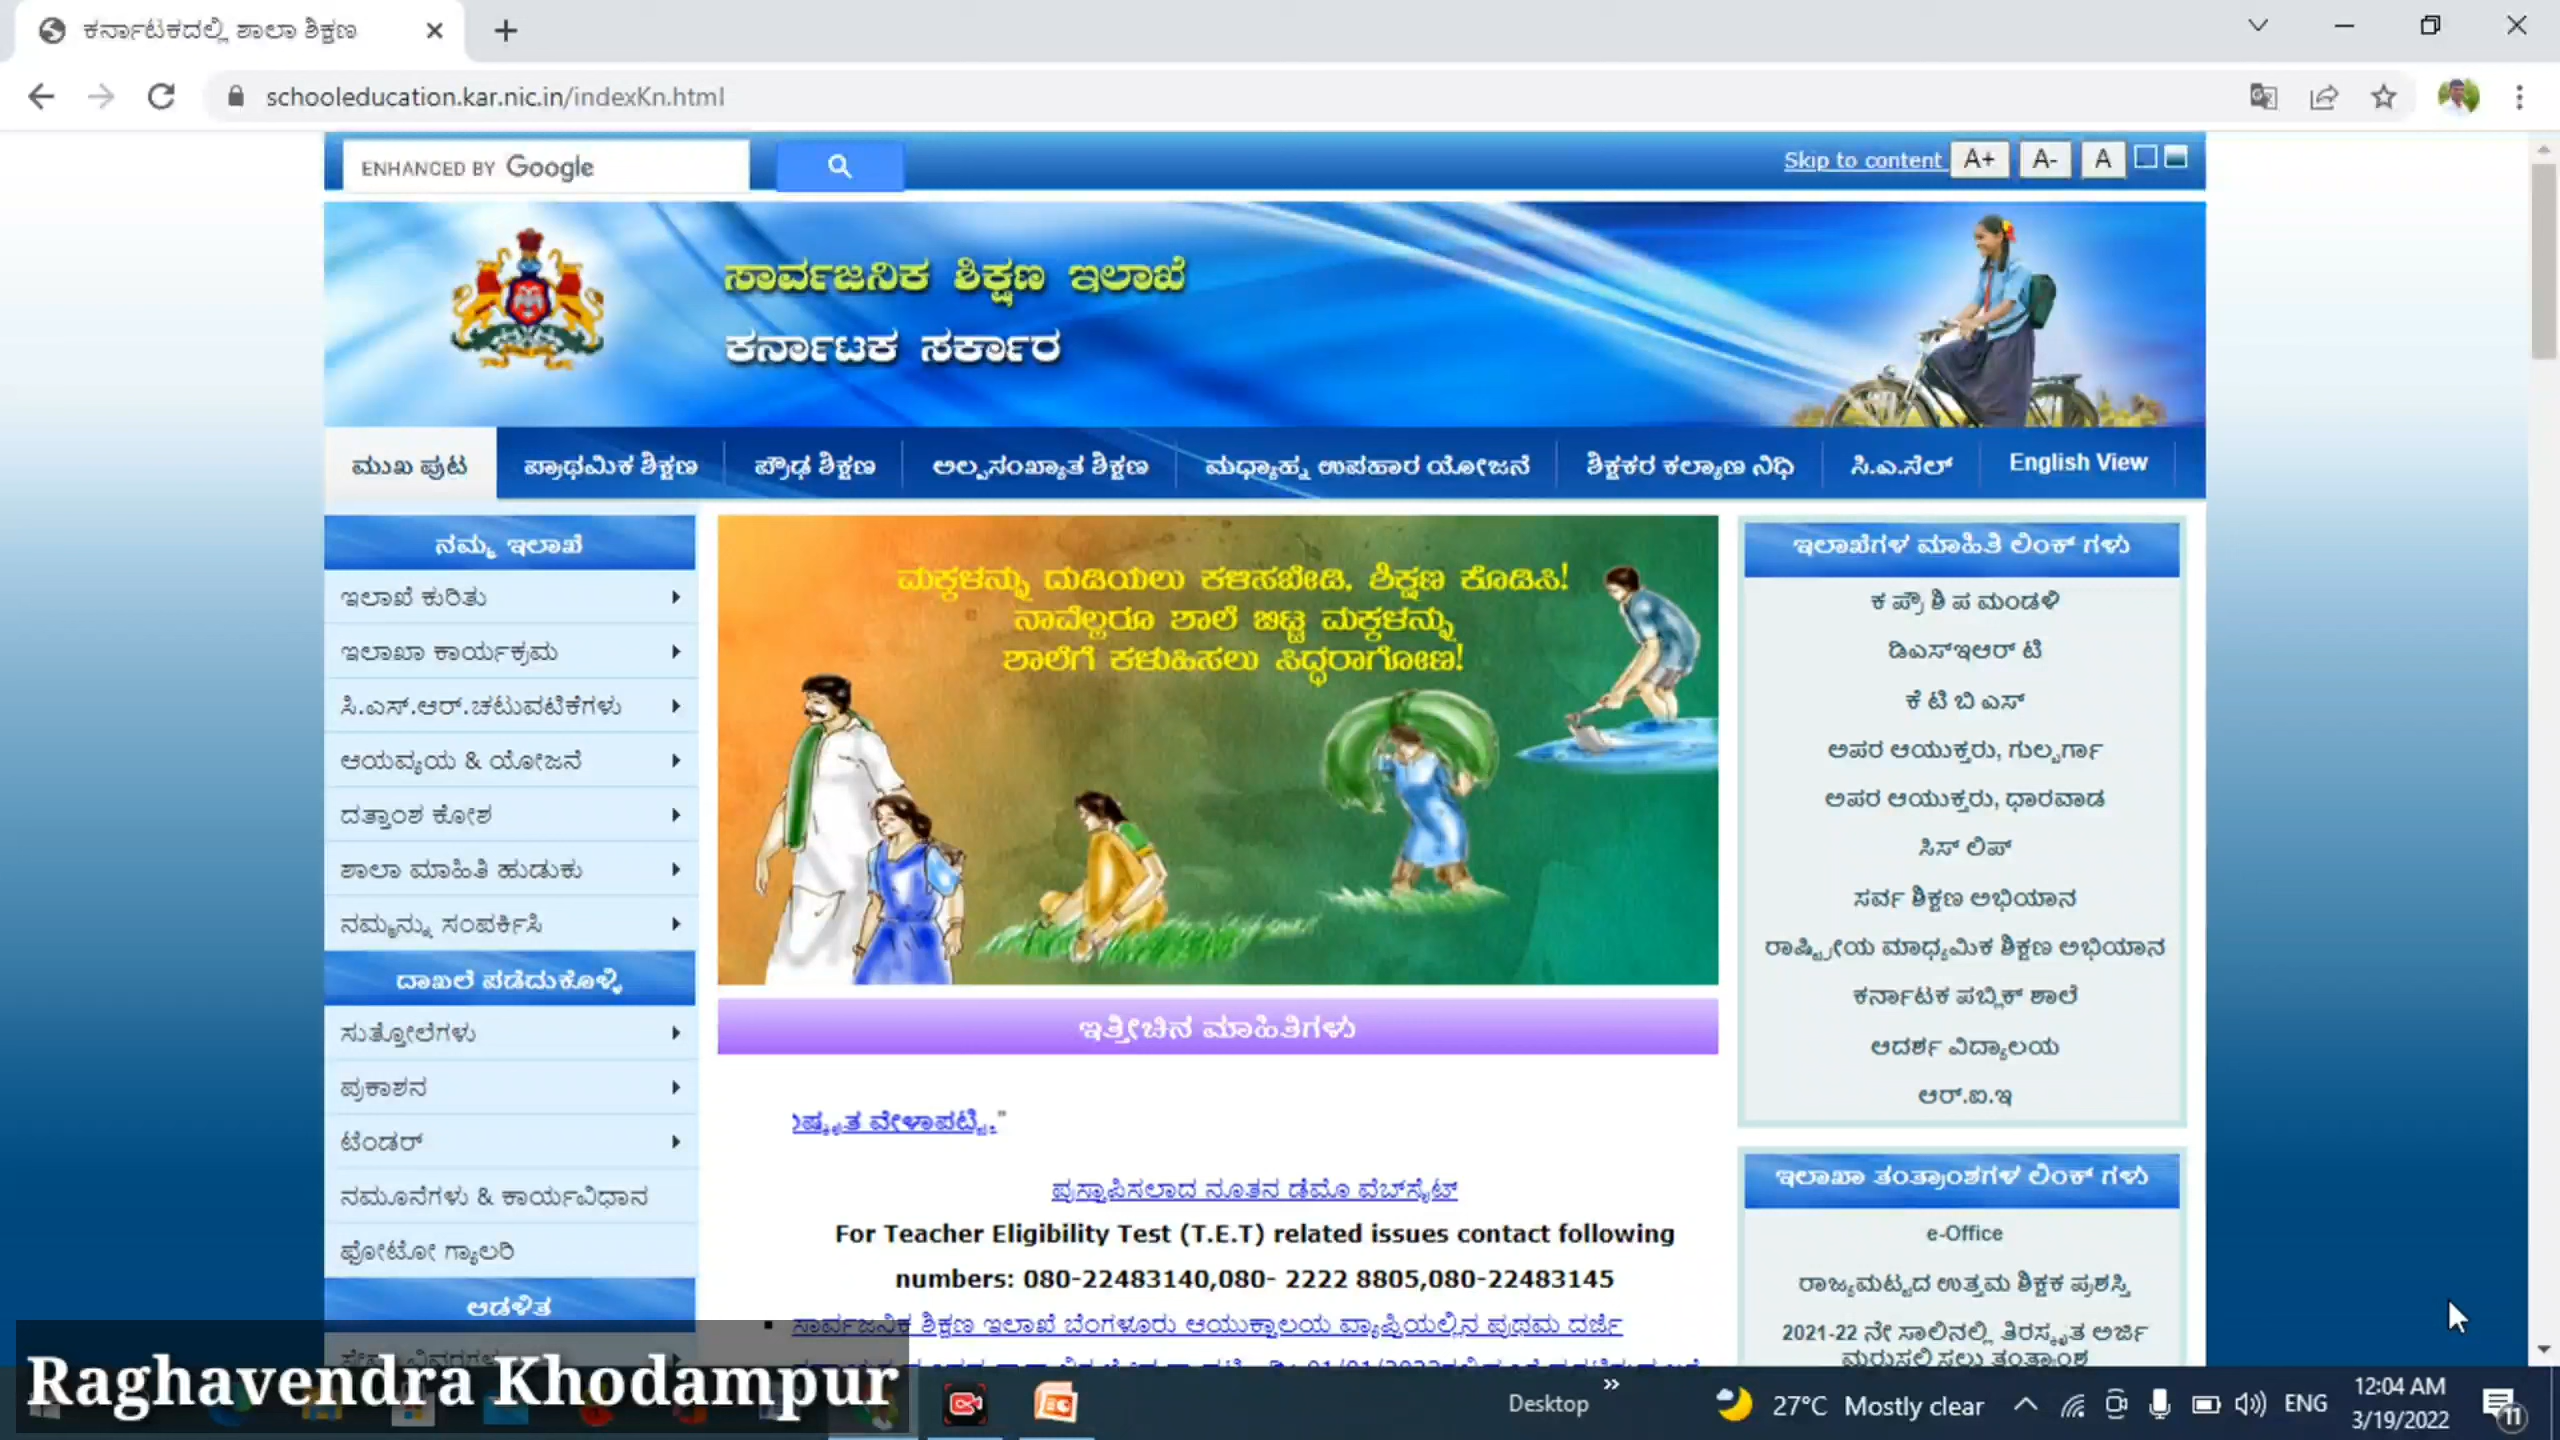 ಕರ್ನಾಟಕದಲ್ಲಿ ಶಾಲಾ ಶಿಕ್ಷಣ
schooleducation.kar.nic.in/indexKn.html
ENHANCED BY Google
Skip to content A+ A- A
ಸಾರ್ವಜನಿಕ ಶಿಕ್ಷಣ ಇಲಾಖೆ
ಕರ್ನಾಟಕ ಸರ್ಕಾರ
ಮುಖ ಪುಟ ಪ್ರಾಥಮಿಕ ಶಿಕ್ಷಣ ಪ್ರೌಢ ಶಿಕ್ಷಣ ಅಲ್ಪಸಂಖ್ಯಾತ ಶಿಕ್ಷಣ ಮಧ್ಯಾಹ್ನ ಉಪಹಾರ ಯೋಜನೆ ಶಿಕ್ಷಕರ ಕಲ್ಯಾಣ ನಿಧಿ ಸಿ.ಎ.ಸೆಲ್ English View
ನಮ್ಮ ಇಲಾಖೆ
ಇಲಾಖೆ ಕುರಿತು
ಇಲಾಖಾ ಕಾರ್ಯಕ್ರಮ
ಸಿ.ಎಸ್.ಆರ್.ಚಟುವಟಿಕೆಗಳು
ಆಯವ್ಯಯ & ಯೋಜನೆ
ದತ್ತಾಂಶ ಕೋಶ
ಶಾಲಾ ಮಾಹಿತಿ ಹುಡುಕು
ನಮ್ಮನ್ನು ಸಂಪರ್ಕಿಸಿ
ದಾಖಲೆ ಪಡೆದುಕೊಳ್ಳಿ
ಸುತ್ತೋಲೆಗಳು
ಪ್ರಕಾಶನ
ಟೆಂಡರ್
ನಮೂನೆಗಳು & ಕಾರ್ಯವಿಧಾನ
ಫೋಟೋ ಗ್ಯಾಲರಿ
ಆಡಳಿತ
ಮಕ್ಕಳನ್ನು ದುಡಿಯಲು ಕಳಿಸಬೇಡಿ, ಶಿಕ್ಷಣ ಕೊಡಿಸಿ!
ನಾವೆಲ್ಲರೂ ಶಾಲೆ ಬಿಟ್ಟ ಮಕ್ಕಳನ್ನು
ಶಾಲೆಗೆ ಕಳುಹಿಸಲು ಸಿದ್ಧರಾಗೋಣ!
ಇತ್ತೀಚಿನ ಮಾಹಿತಿಗಳು
ವೇಳಾಪಟ್ಟಿ."
ಪ್ರಸ್ತಾಪಿಸಲಾದ ನೂತನ ಡೆಮೊ ವೆಬ್‌ಸೈಟ್
For Teacher Eligibility Test (T.E.T) related issues contact following
numbers: 080-22483140,080- 2222 8805,080-22483145
ಸಾರ್ವಜನಿಕ ಶಿಕ್ಷಣ ಇಲಾಖೆ ಬೆಂಗಳೂರು ಆಯುಕ್ತಾಲಯ ವ್ಯಾಪ್ತಿಯಲ್ಲಿನ ಪ್ರಥಮ ದರ್ಜೆ
ಇಲಾಖೆಗಳ ಮಾಹಿತಿ ಲಿಂಕ್ ಗಳು
ಕ ಪ್ರೌ ಶಿ ಪ ಮಂಡಳಿ
ಡಿಎಸ್ಇಆರ್ ಟಿ
ಕೆ ಟಿ ಬಿ ಎಸ್
ಅಪರ ಆಯುಕ್ತರು, ಗುಲ್ಬರ್ಗಾ
ಅಪರ ಆಯುಕ್ತರು, ಧಾರವಾಡ
ಸಿಸ್ ಲಿಪ್
ಸರ್ವ ಶಿಕ್ಷಣ ಅಭಿಯಾನ
ರಾಷ್ಟ್ರೀಯ ಮಾಧ್ಯಮಿಕ ಶಿಕ್ಷಣ ಅಭಿಯಾನ
ಕರ್ನಾಟಕ ಪಬ್ಲಿಕ್ ಶಾಲೆ
ಆದರ್ಶ ವಿದ್ಯಾಲಯ
ಆರ್.ಐ.ಇ
ಇಲಾಖಾ ತಂತ್ರಾಂಶಗಳ ಲಿಂಕ್ ಗಳು
e-Office
ರಾಜ್ಯಮಟ್ಟದ ಉತ್ತಮ ಶಿಕ್ಷಕ ಪ್ರಶಸ್ತಿ
2021-22 ನೇ ಸಾಲಿನಲ್ಲಿ ತಿರಸ್ಕೃತ ಅರ್ಜಿ
ಮರುಸಲ್ಲಿಸಲು ತಂತ್ರಾಂಶ
Raghavendra Khodampur
Desktop 27°C Mostly clear ENG 12:04 AM
3/19/2022
11